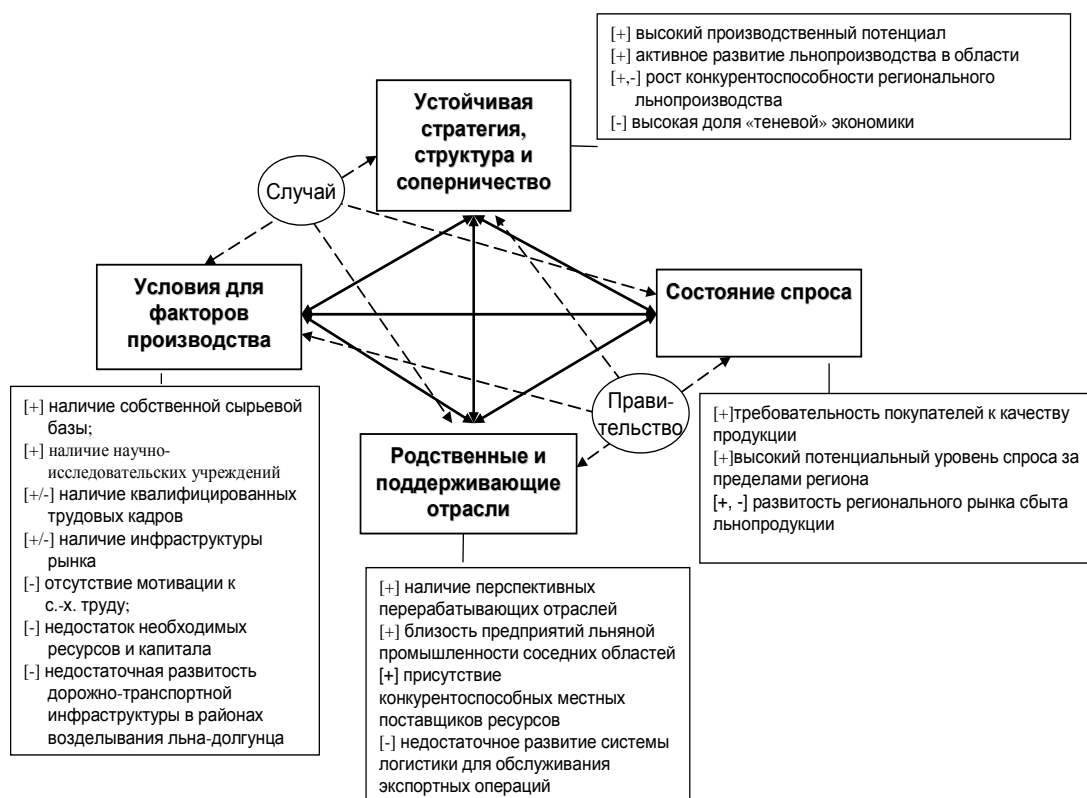 [+] высокий производственный потенциал
[+] активное развитие льнопроизводства в области
[+,-] рост конкурентоспособности регионального
льнопроизводства
[-] высокая доля «теневой» экономики
Устойчивая
стратегия,
структура и
соперничество
Случай
Условия для
факторов
производства
Состояние спроса
Прави-
тельство
Родственные и
поддерживающие
отрасли
[+] наличие собственной сырьевой
базы;
[+] наличие научно-
исследовательских учреждений
[+/-] наличие квалифицированных
трудовых кадров
[+/-] наличие инфраструктуры
рынка
[-] отсутствие мотивации к
с.-х. труду;
[-] недостаток необходимых
ресурсов и капитала
[-] недостаточная развитость
дорожно-транспортной
инфраструктуры в районах
возделывания льна-долгунца
[+]требовательность покупателей к качеству
продукции
[+]высокий потенциальный уровень спроса за
пределами региона
[+, -] развитость регионального рынка сбыта
льнопродукции
[+] наличие перспективных
перерабатывающих отраслей
[+] близость предприятий льняной
промышленности соседних областей
[+] присутствие
конкурентоспособных местных
поставщиков ресурсов
[-] недостаточное развитие системы
логистики для обслуживания
экспортных операций